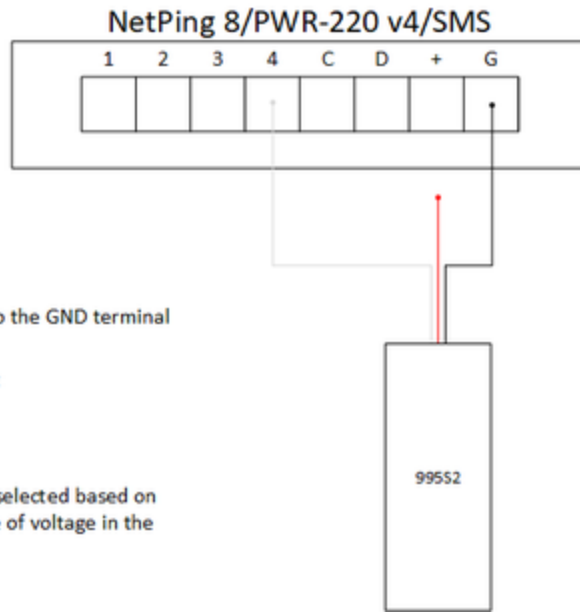 NetPing 8/PWR-220 v4/SMS
1 2 3 4 C D + G
the GND terminal
995S2
selected based on
of voltage in the